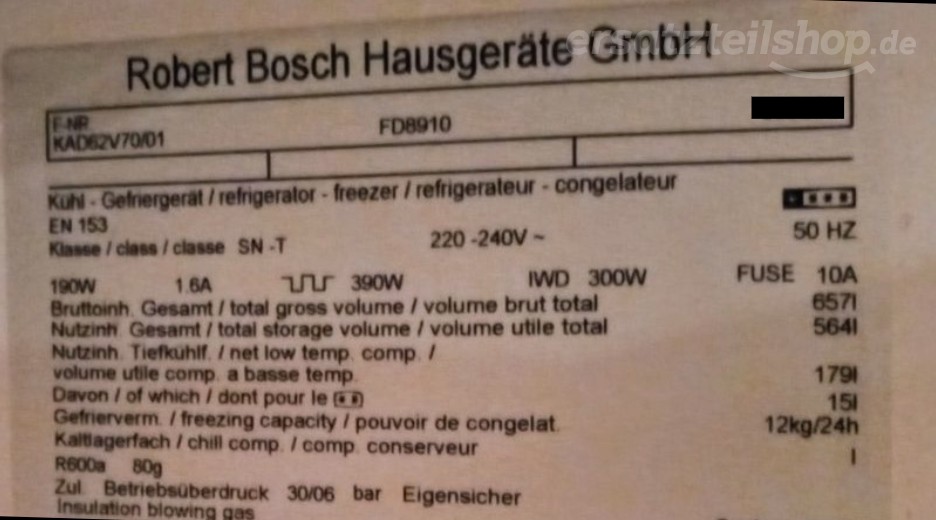 ersatzteilshop.de
Robert Bosch Hausgeräte GmbH
E-NR FD8910
KAD62V70/01
Kühl - Gefriergerät / refrigerator - freezer / refrigerateur - congelateur
EN 153
Klasse / class / classe SN -T 220 -240V ~ 50 HZ
190W 1.6A 390W IWD 300W FUSE 10A
Bruttoinh. Gesamt / total gross volume / volume brut total 657l
Nutzinh. Gesamt / total storage volume / volume utile total 564l
Nutzinh. Tiefkühlf. / net low temp. comp. /
volume utile comp. a basse temp. 179l
Davon / of which / dont pour le 15l
Gefrierverm. / freezing capacity / pouvoir de congelat. 12kg/24h
Kaltlagerfach / chill comp. / comp. conserveur l
R600a 80g
Zul. Betriebsüberdruck 30/06 bar Eigensicher
Insulation blowing gas